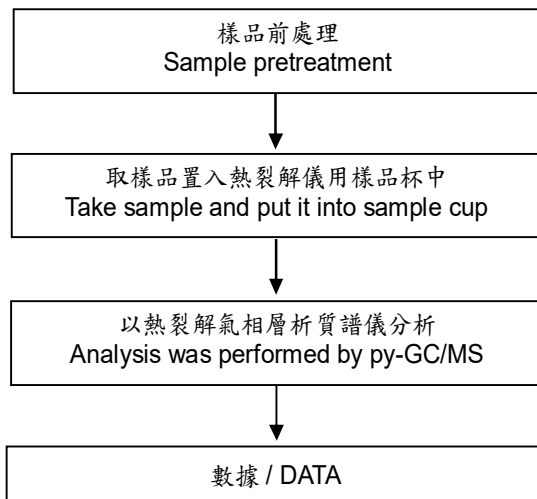 樣品前處理
Sample pretreatment
取樣品置入熱裂解儀用樣品杯中
Take sample and put it into sample cup
以熱裂解氣相層析質譜儀分析
Analysis was performed by py-GC/MS
數據 / DATA